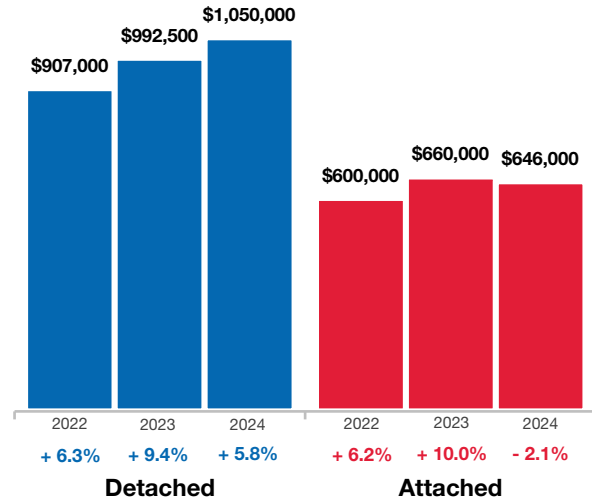 $907,000
$992,500
$1,050,000
$600,000
$660,000
$646,000
2022 2023 2024 2022 2023 2024
+ 6.3% + 9.4% + 5.8% + 6.2% + 10.0% - 2.1%
Detached Attached